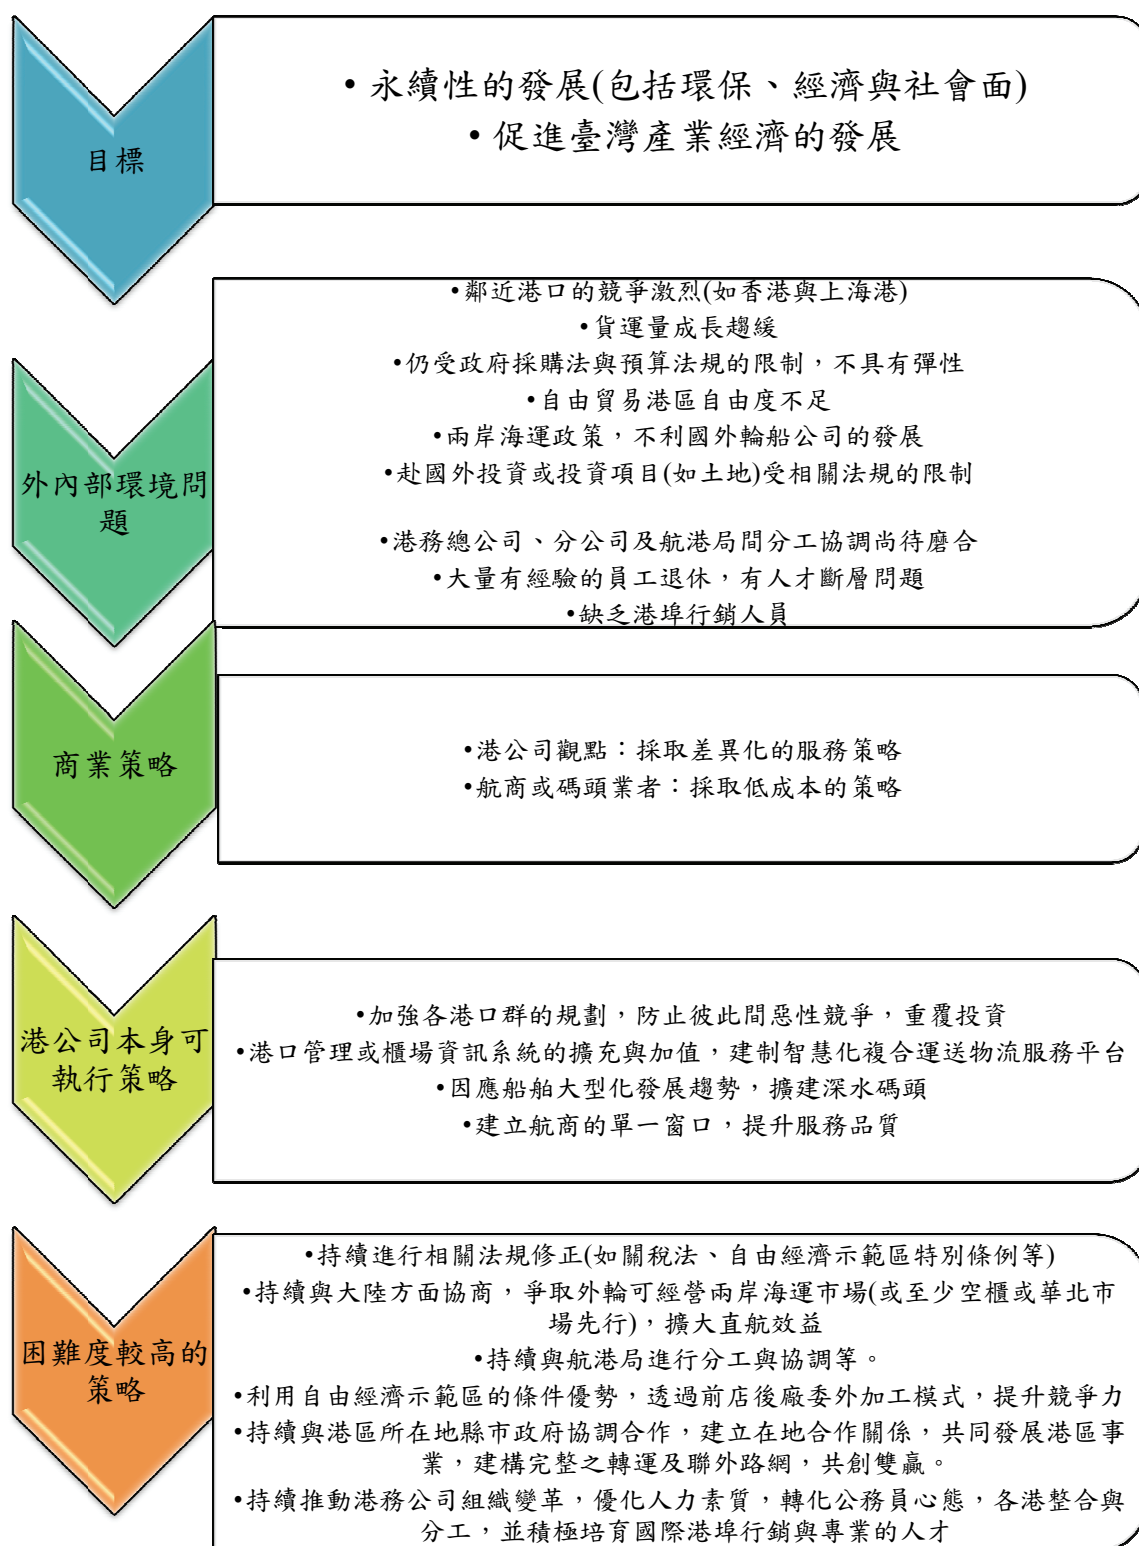 目標
• 永續性的發展(包括環保、經濟與社會面)
• 促進臺灣產業經濟的發展
外內部環境問
題
•鄰近港口的競爭激烈(如香港與上海港)
•貨運量成長趨緩
•仍受政府採購法與預算法規的限制，不具有彈性
•自由貿易港區自由度不足
•兩岸海運政策，不利國外輪船公司的發展
•赴國外投資或投資項目(如土地)受相關法規的限制
•港務總公司、分公司及航港局間分工協調尚待磨合
•大量有經驗的員工退休，有人才斷層問題
•缺乏港埠行銷人員
商業策略
•港公司觀點：採取差異化的服務策略
•航商或碼頭業者：採取低成本的策略
港公司本身可
執行策略
•加強各港口群的規劃，防止彼此間惡性競爭，重覆投資
•港口管理或櫃場資訊系統的擴充與加值，建制智慧化複合運送物流服務平台
•因應船舶大型化發展趨勢，擴建深水碼頭
•建立航商的單一窗口，提升服務品質
困難度較高的
策略
•持續進行相關法規修正(如關稅法、自由經濟示範區特別條例等)
•持續與大陸方面協商，爭取外輪可經營兩岸海運市場(或至少空櫃或華北市
場先行)，擴大直航效益
•持續與航港局進行分工與協調等。
•利用自由經濟示範區的條件優勢，透過前店後廠委外加工模式，提升競爭力
•持續與港區所在地縣市政府協調合作，建立在地合作關係，共同發展港區事
業，建構完整之轉運及聯外路網，共創雙贏。
•持續推動港務公司組織變革，優化人力素質，轉化公務員心態，各港整合與
分工，並積極培育國際港埠行銷與專業的人才